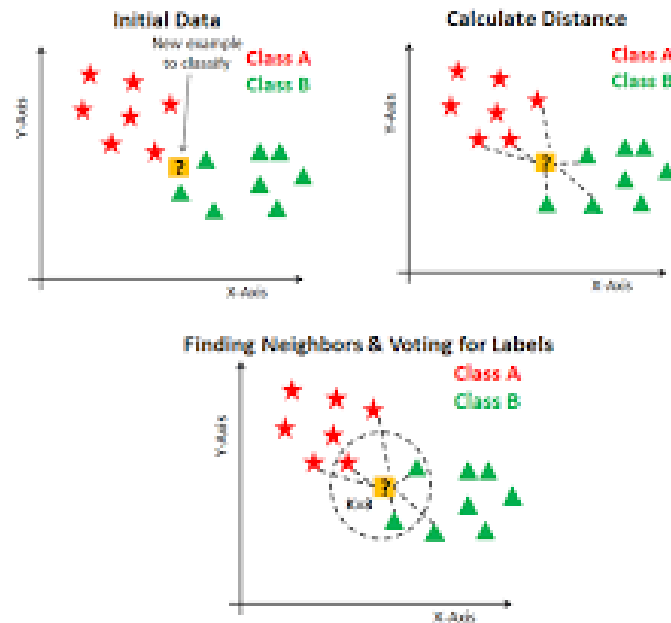 Initial Data
New example
to classify
Class A
Class B
?
Y-Axis
X-Axis
Calculate Distance
Class A
Class B
?
Y-Axis
X-Axis
Finding Neighbors & Voting for Labels
Class A
Class B
?
K=3
Y-Axis
X-Axis